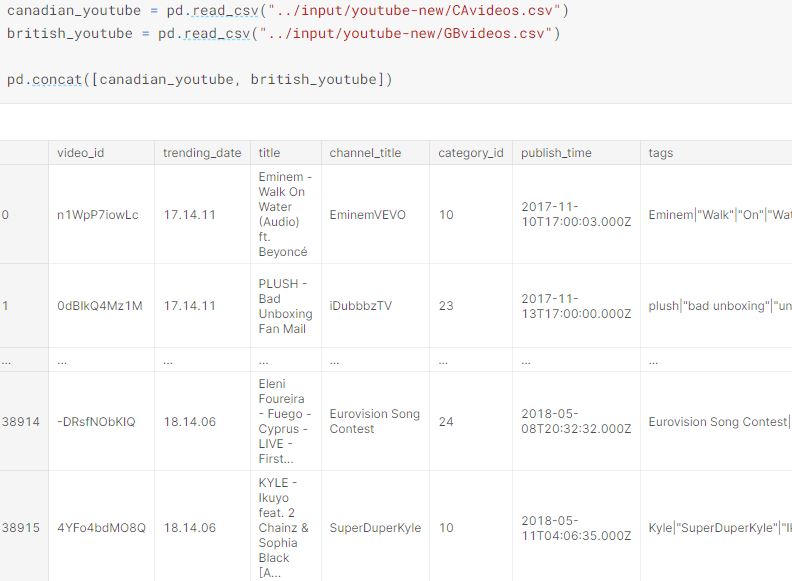 canadian_youtube = pd.read_csv("../input/youtube-new/CAvideos.csv")
british_youtube = pd.read_csv("../input/youtube-new/GBvideos.csv")
pd.concat([canadian_youtube, british_youtube])
video_id trending_date title channel_title category_id publish_time tags
0 n1WpP7iowLc 17.14.11 Eminem - Walk On Water (Audio) ft. Beyoncé EminemVEVO 10 2017-11-10T17:00:03.000Z Eminem|"Walk"|"On"|"Wat
1 0dBIkQ4Mz1M 17.14.11 PLUSH - Bad Unboxing Fan Mail iDubbbzTV 23 2017-11-13T17:00:00.000Z plush|"bad unboxing"|"un
... ... ... ... ... ... ... ...
38914 -DRsfNObKIQ 18.14.06 Eleni Foureira - Fuego - Cyprus - LIVE - First... Eurovision Song Contest 24 2018-05-08T20:32:32.000Z Eurovision Song Contest|
38915 4YFo4bdMO8Q 18.14.06 KYLE - Ikuyo feat. 2 Chainz & Sophia Black [A... SuperDuperKyle 10 2018-05-11T04:06:35.000Z Kyle|"SuperDuperKyle"|"I